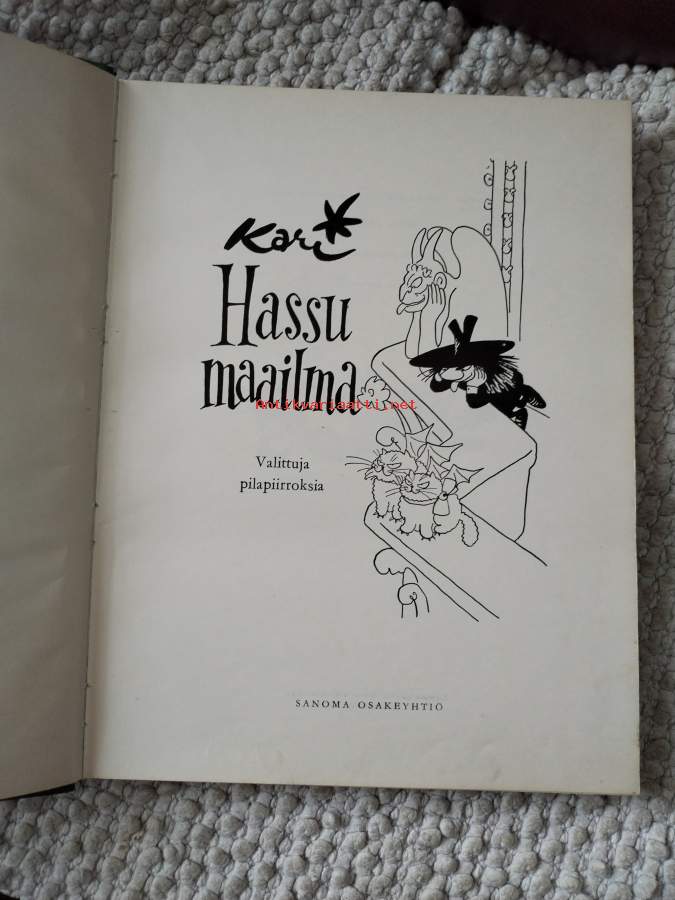 Kari
Hassu
maailma
Antikvariaatti.net
Valittuja
pilapiirroksia
SANOMA OSAKEYHTIÖ